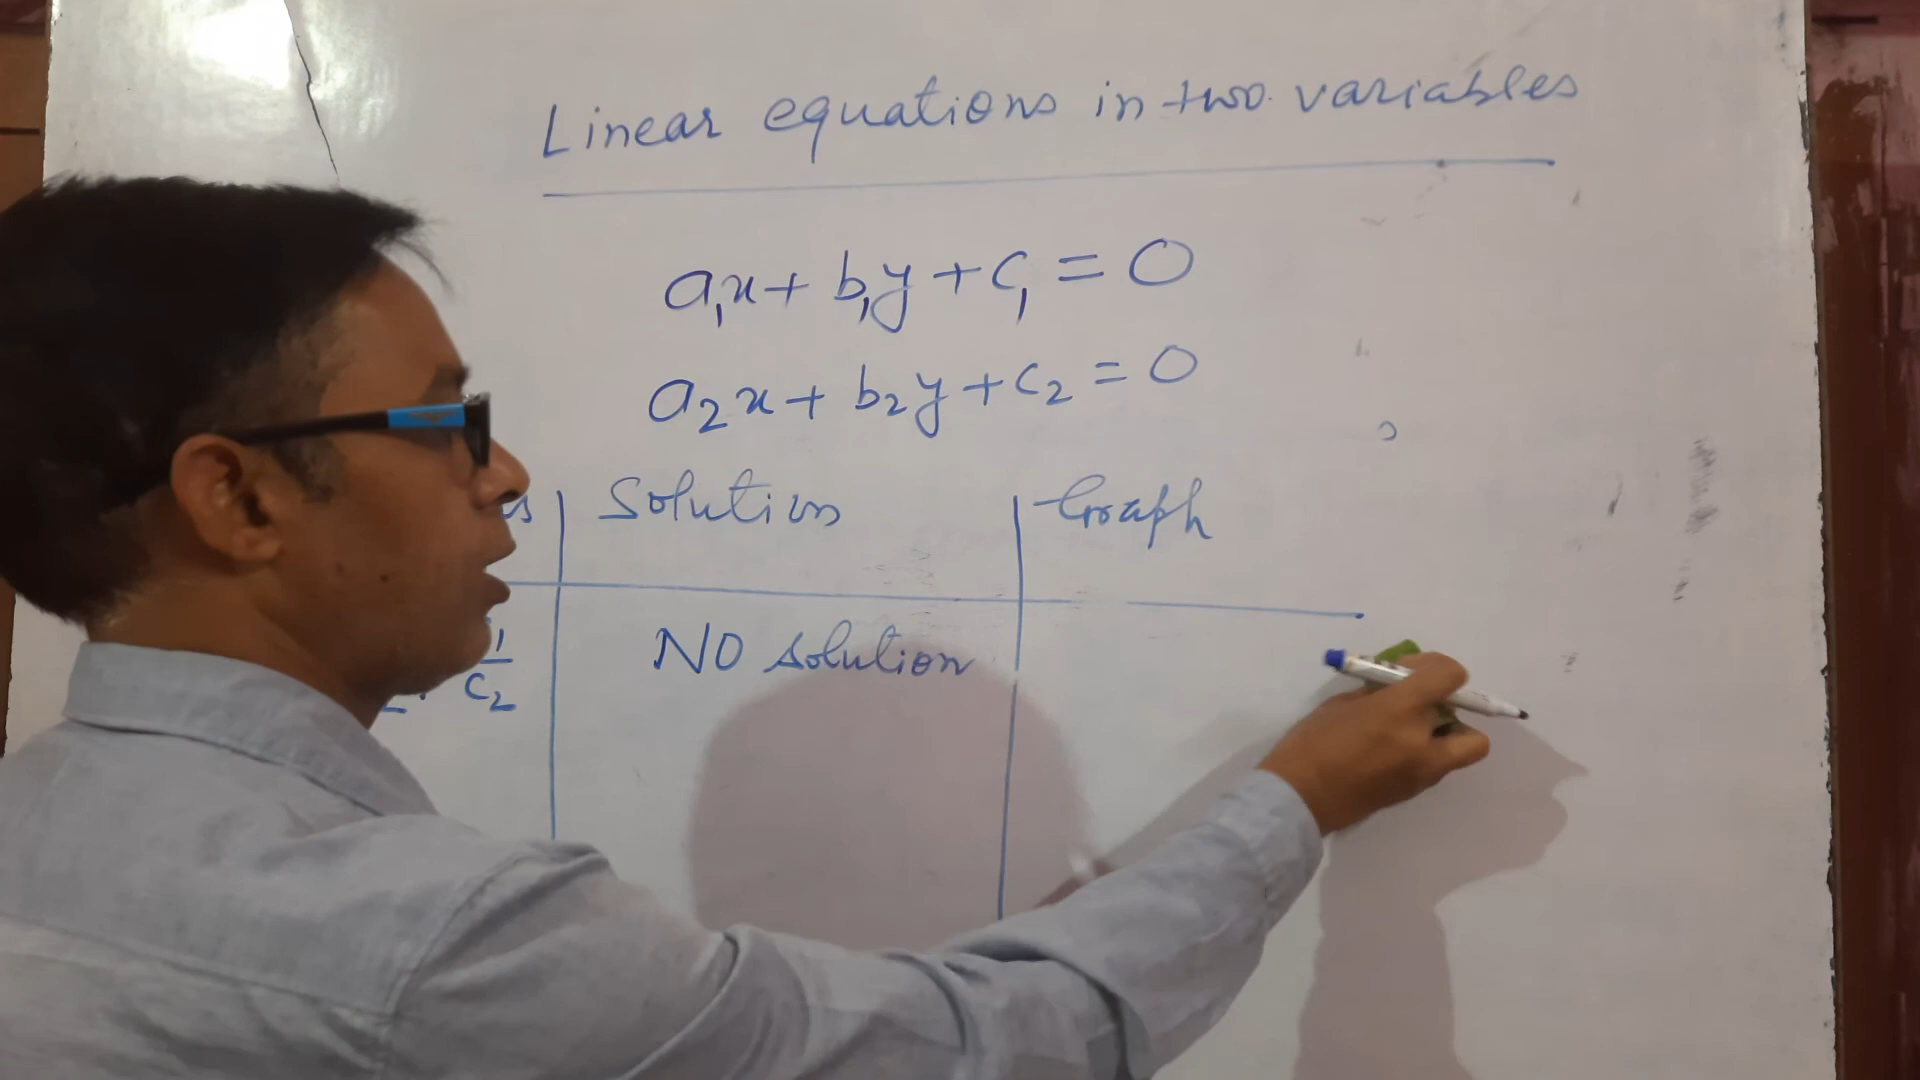 Linear equations in two variables
a₁x + b₁y + c₁ = 0
a₂x + b₂y + c₂ = 0
Solution Graph
NO solution
c₂